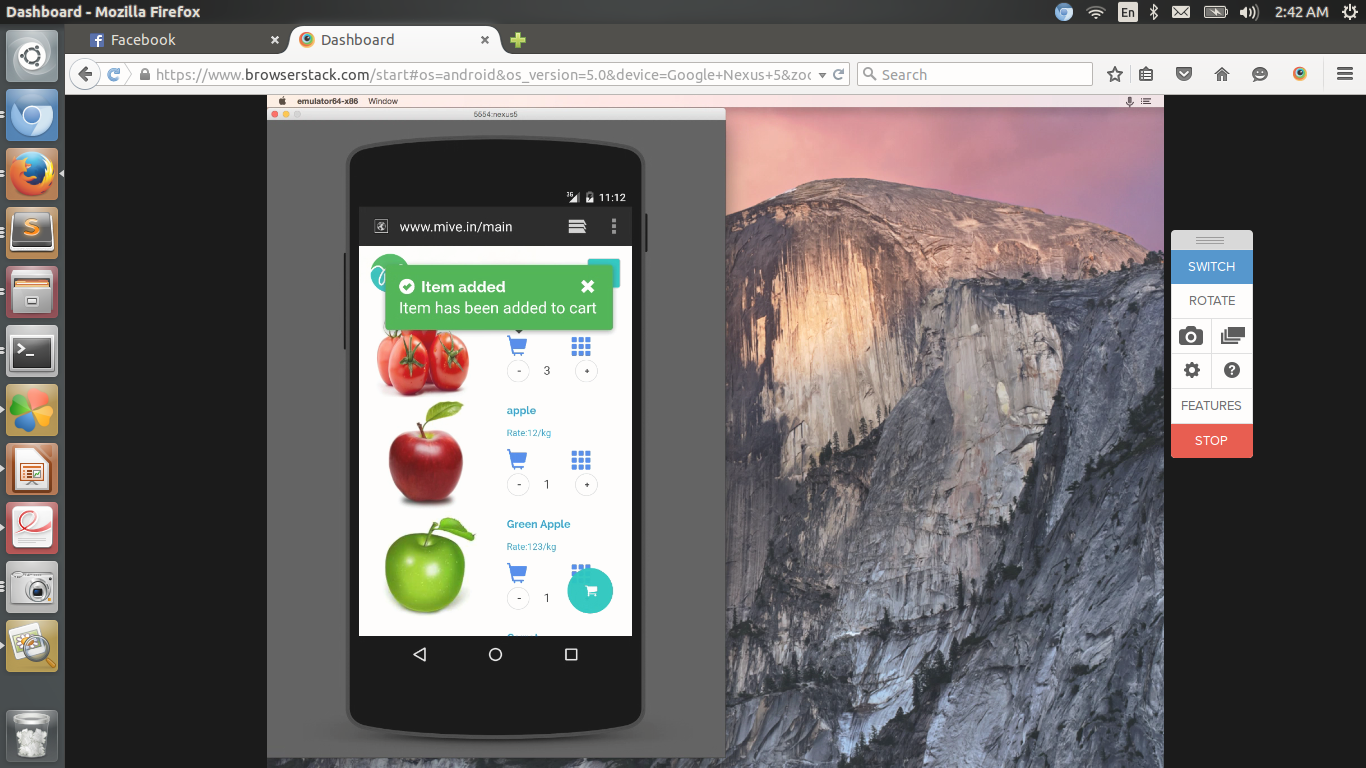 Dashboard - Mozilla Firefox
En
2:42 AM
Facebook
Dashboard
https://www.browserstack.com/start#os=android&os_version=5.0&device=Google+Nexus+5&zoo
Search
emulator64-x86 Window
5554:nexus5
3G
11:12
www.mive.in/main
Item added
Item has been added to cart
- 3 +
apple
Rate:12/kg
- 1 +
Green Apple
Rate:123/kg
- 1
SWITCH
ROTATE
FEATURES
STOP